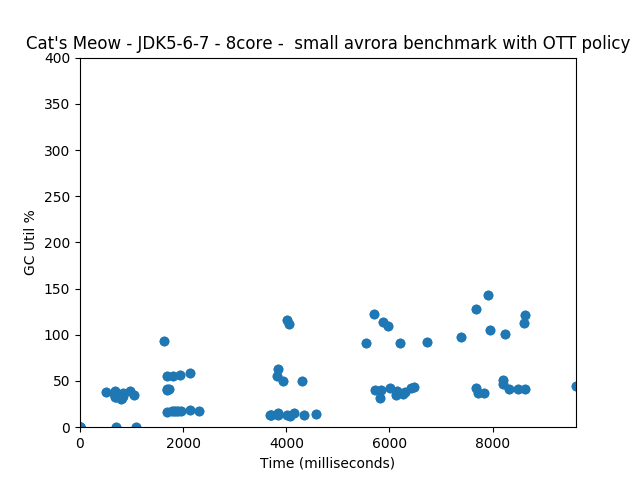 Cat's Meow - JDK5-6-7 - 8core -  small avrora benchmark with OTT policy
400
350
300
250
200
150
100
50
0
GC Util %
0 2000 4000 6000 8000
Time (milliseconds)